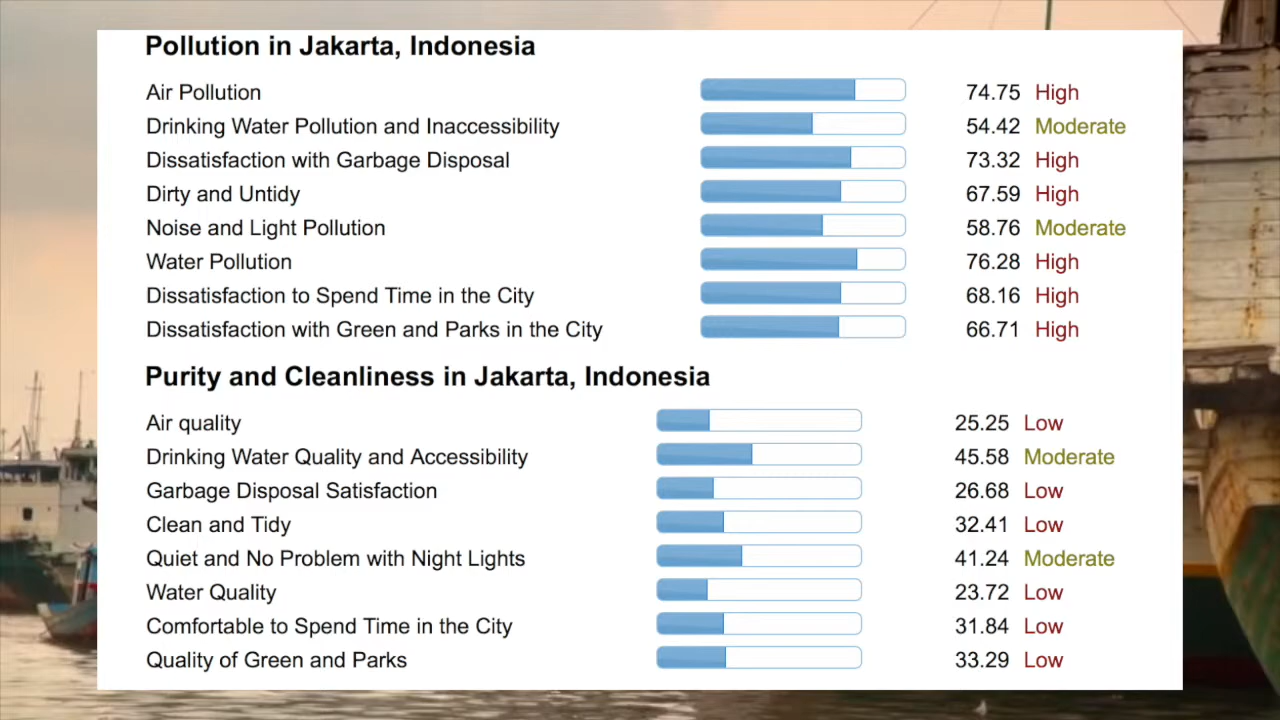 Pollution in Jakarta, Indonesia
Air Pollution 74.75 High
Drinking Water Pollution and Inaccessibility 54.42 Moderate
Dissatisfaction with Garbage Disposal 73.32 High
Dirty and Untidy 67.59 High
Noise and Light Pollution 58.76 Moderate
Water Pollution 76.28 High
Dissatisfaction to Spend Time in the City 68.16 High
Dissatisfaction with Green and Parks in the City 66.71 High
Purity and Cleanliness in Jakarta, Indonesia
Air quality 25.25 Low
Drinking Water Quality and Accessibility 45.58 Moderate
Garbage Disposal Satisfaction 26.68 Low
Clean and Tidy 32.41 Low
Quiet and No Problem with Night Lights 41.24 Moderate
Water Quality 23.72 Low
Comfortable to Spend Time in the City 31.84 Low
Quality of Green and Parks 33.29 Low